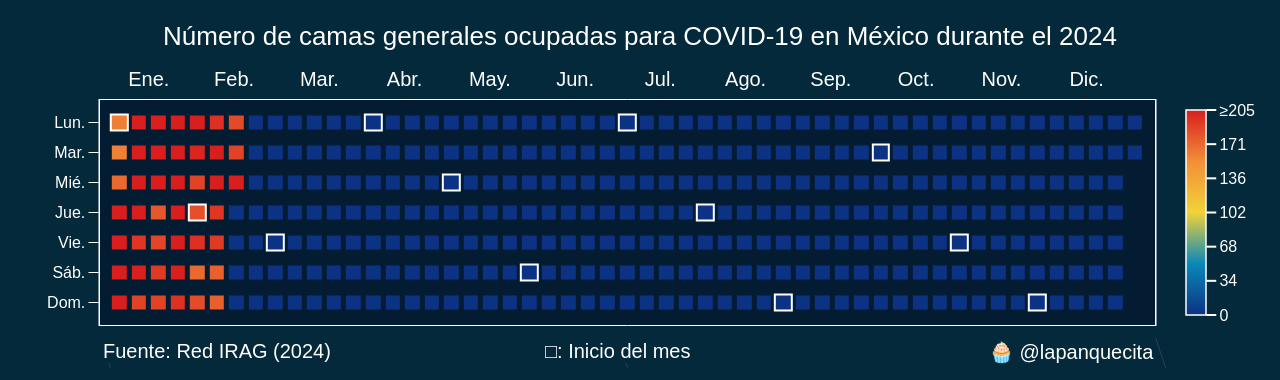 Número de camas generales ocupadas para COVID-19 en México durante el 2024
Ene. Feb. Mar. Abr. May. Jun. Jul. Ago. Sep. Oct. Nov. Dic.
Lun.
Mar.
Mié.
Jue.
Vie.
Sáb.
Dom.
≥205
171
136
102
68
34
0
Fuente: Red IRAG (2024)
□: Inicio del mes
🧁 @lapanquecita